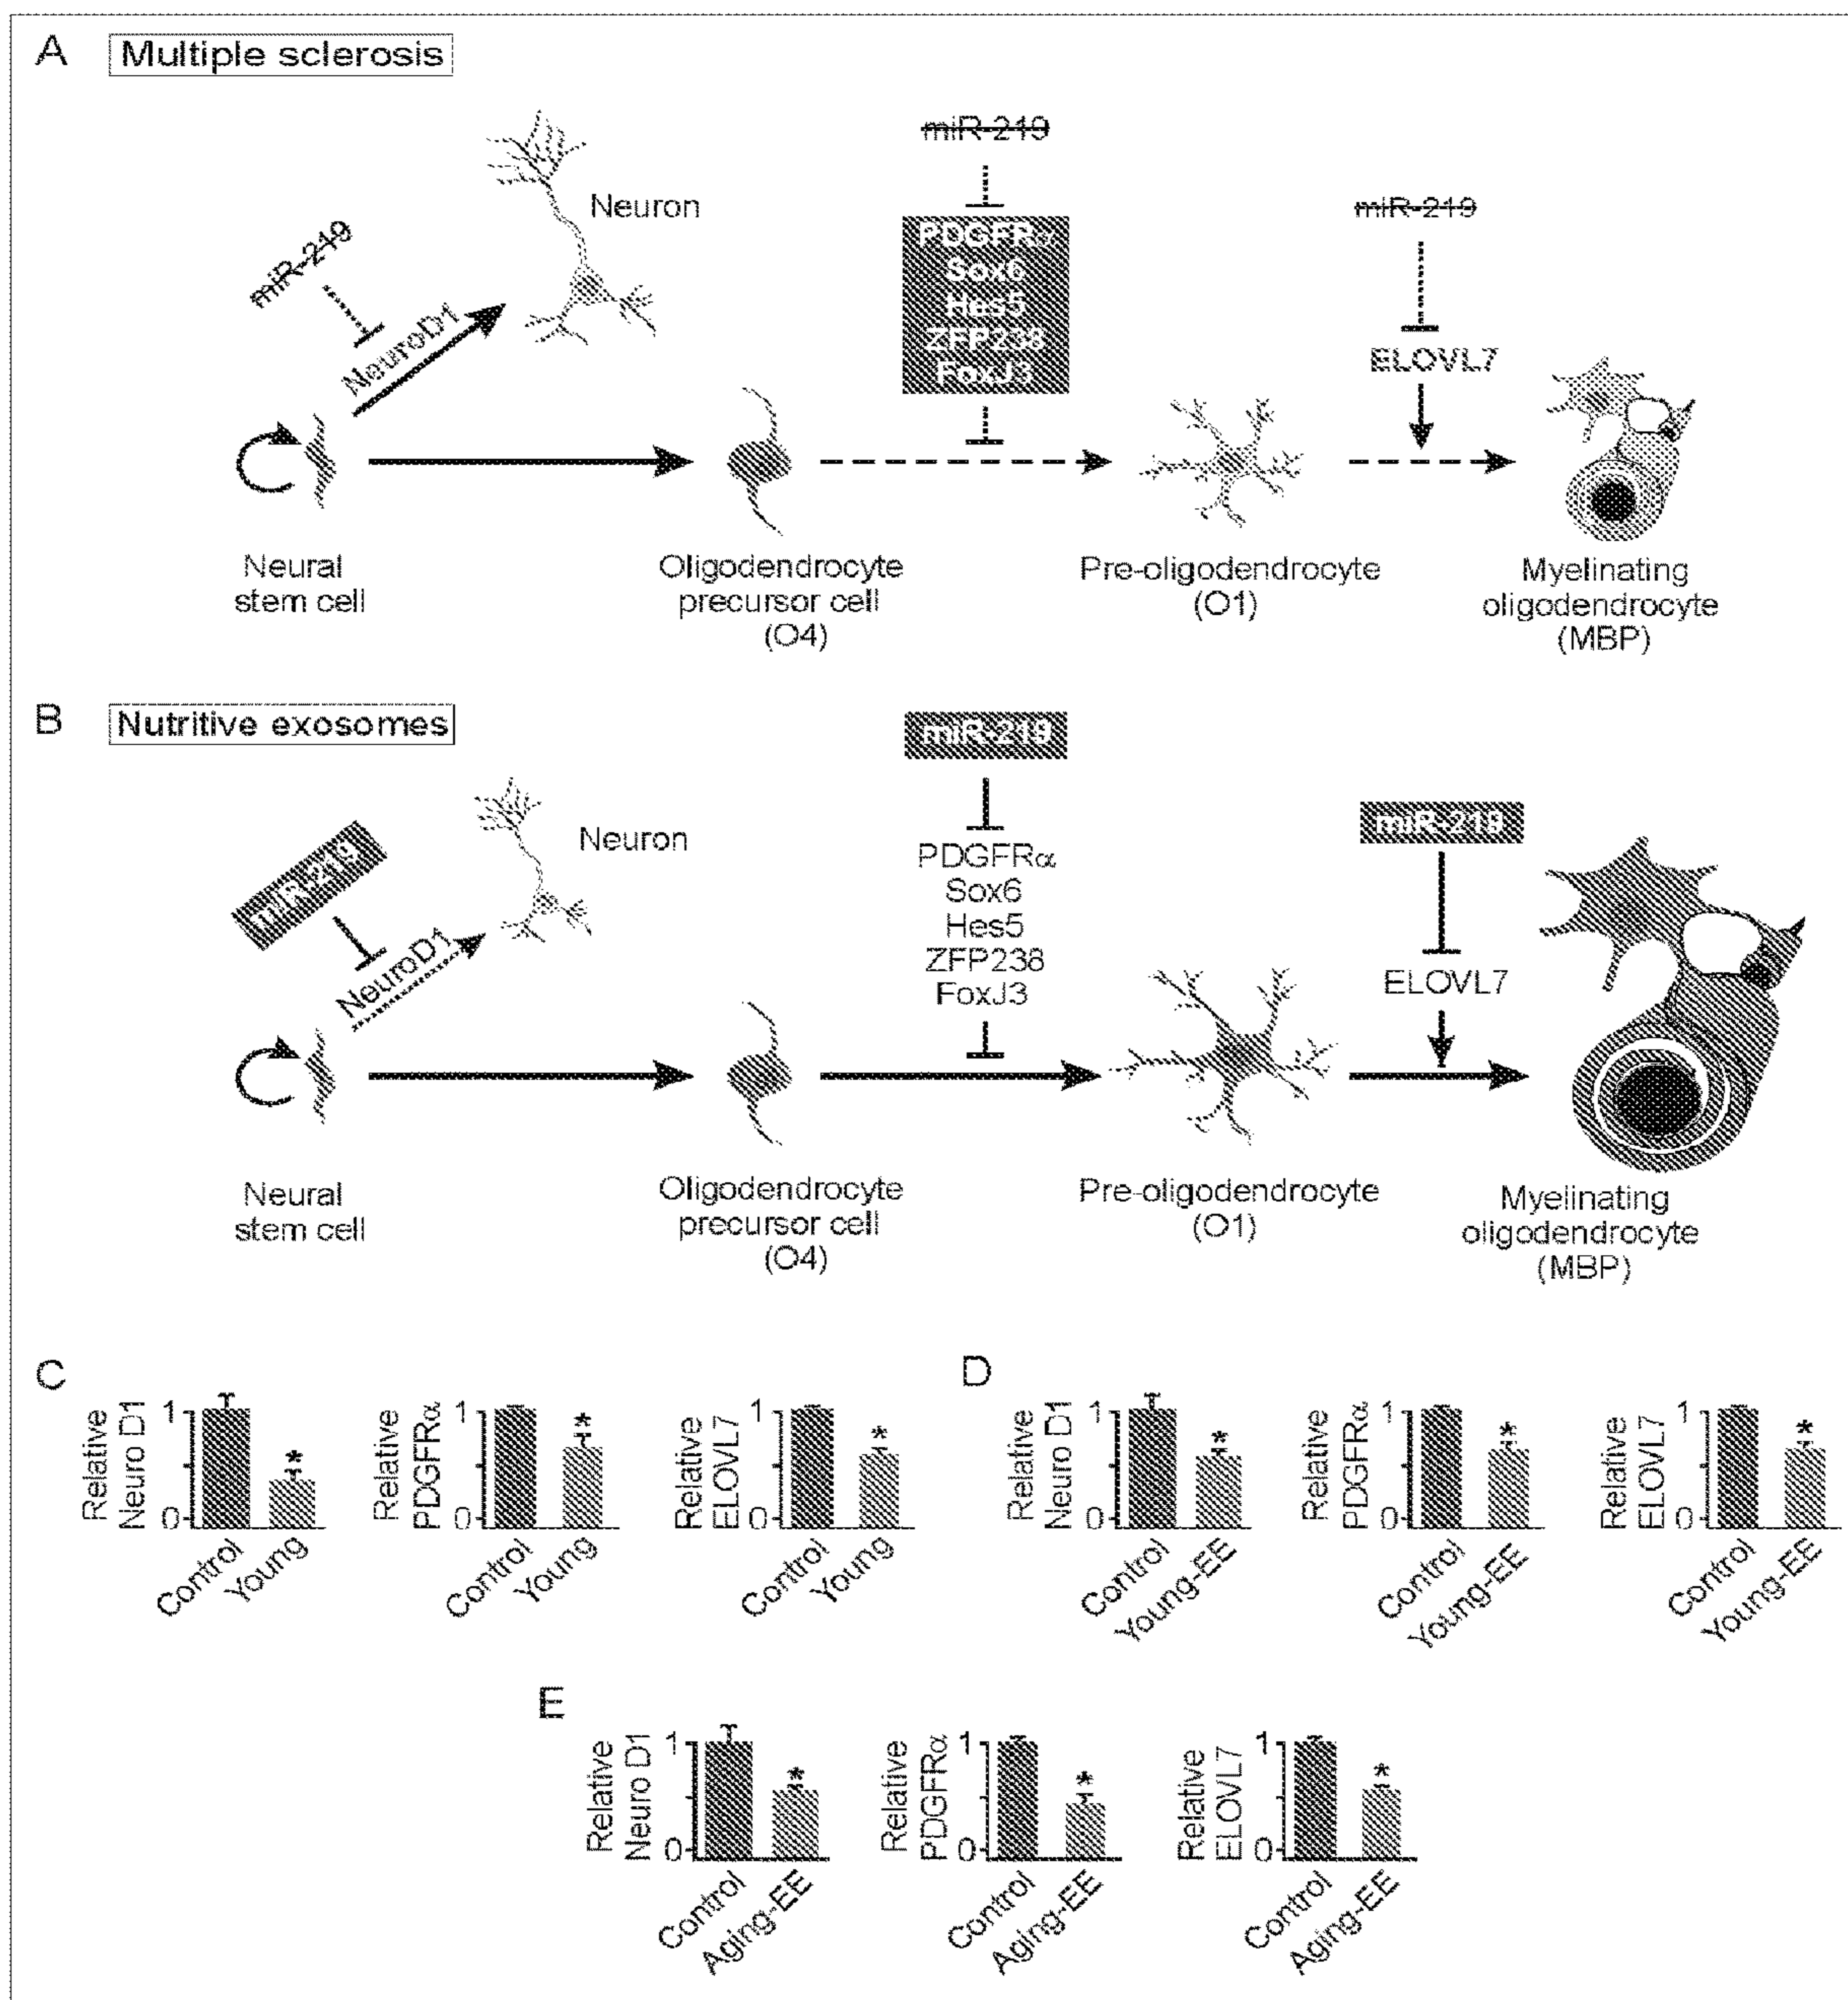 A
Multiple sclerosis
miR-219
NeuroD1
Neuron
miR-219
PDGFRα
Sox6
Hes5
ZFP238
FoxJ3
miR-219
ELOVL7
Neural
stem cell
Oligodendrocyte
precursor cell
(O4)
Pre-oligodendrocyte
(O1)
Myelinating
oligodendrocyte
(MBP)
B
Nutritive exosomes
miR-219
NeuroD1
Neuron
miR-219
PDGFRα
Sox6
Hes5
ZFP238
FoxJ3
miR-219
ELOVL7
Neural
stem cell
Oligodendrocyte
precursor cell
(O4)
Pre-oligodendrocyte
(O1)
Myelinating
oligodendrocyte
(MBP)
C
Relative
Neuro D1
1
0
*
Control
Young
Relative
PDGFRα
1
0
*
Control
Young
Relative
ELOVL7
1
0
*
Control
Young
D
Relative
Neuro D1
1
0
*
Control
Young-EE
Relative
PDGFRα
1
0
*
Control
Young-EE
Relative
ELOVL7
1
0
*
Control
Young-EE
E
Relative
Neuro D1
1
0
*
Control
Aging-EE
Relative
PDGFRα
1
0
*
Control
Aging-EE
Relative
ELOVL7
1
0
*
Control
Aging-EE